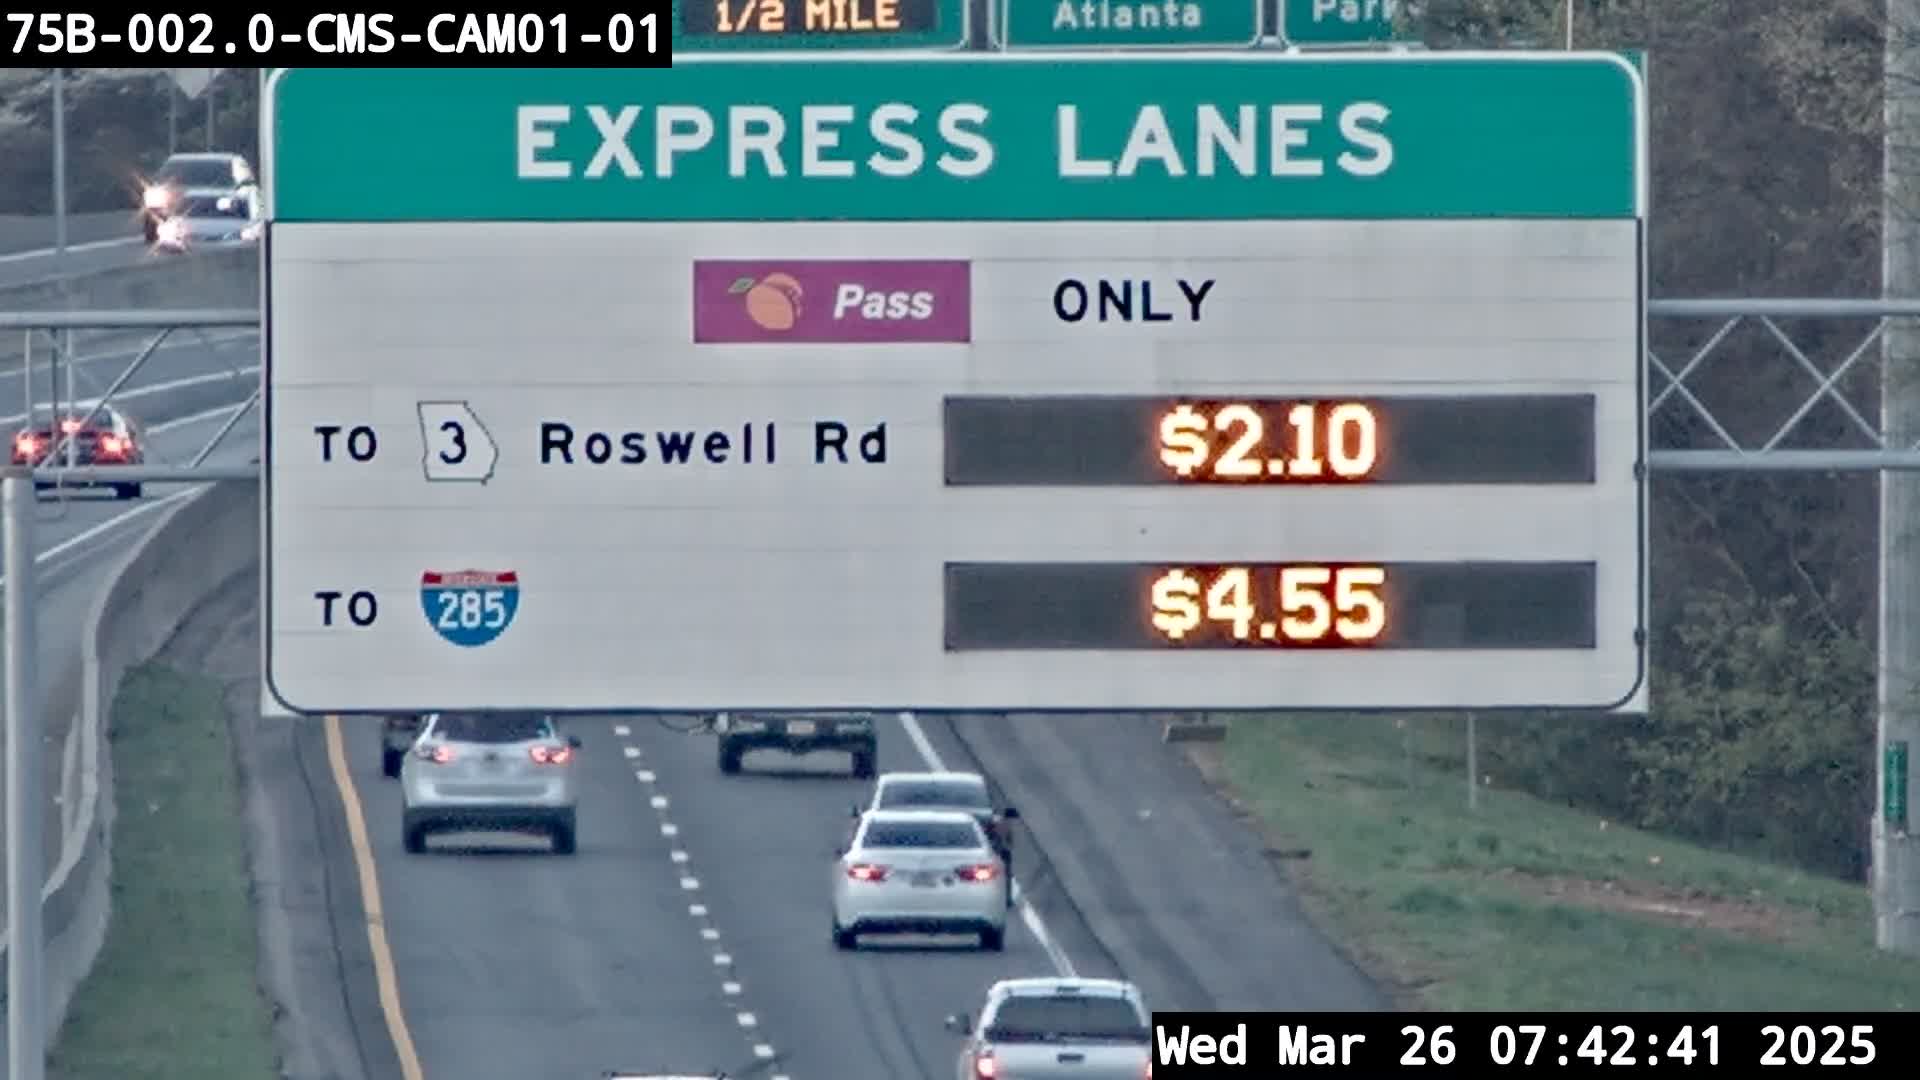 75B-002.0-CMS-CAM01-01
1/2 MILE
Atlanta
EXPRESS LANES
Pass ONLY
TO 3 Roswell Rd $2.10
TO 285 $4.55
Wed Mar 26 07:42:41 2025